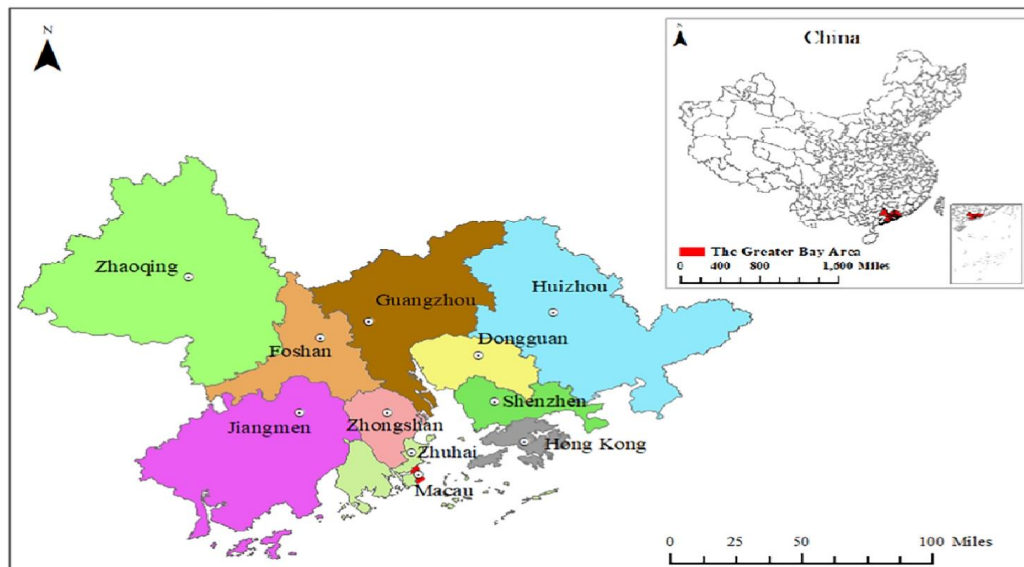 N
Zhaoqing
Guangzhou
Huizhou
Foshan
Dongguan
Jiangmen
Zhongshan
Shenzhen
Zhuhai
Hong Kong
Macau
0 25 50 100 Miles
N
China
The Greater Bay Area
0 400 800 1,600 Miles